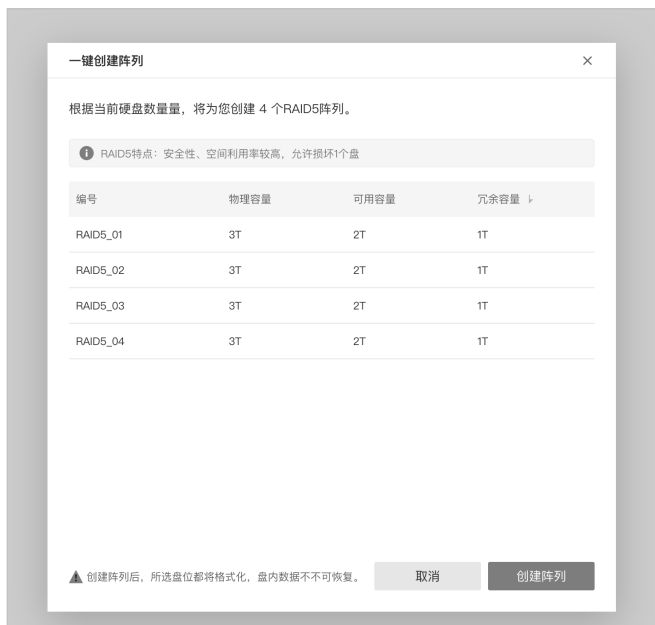 一键创建阵列
根据当前硬盘数量量，将为您创建 4 个RAID5阵列。
RAID5特点：安全性、空间利用率较高，允许损坏1个盘
编号 物理容量 可用容量 冗余容量
RAID5_01 3T 2T 1T
RAID5_02 3T 2T 1T
RAID5_03 3T 2T 1T
RAID5_04 3T 2T 1T
创建阵列后，所选盘位都将格式化，盘内数据不不可恢复。 取消 创建阵列